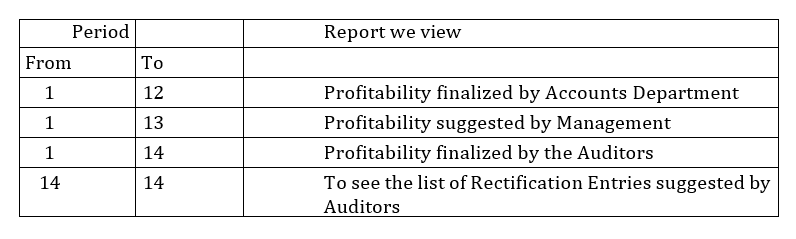 Period Report we view
From To
1 12 Profitability finalized by Accounts Department
1 13 Profitability suggested by Management
1 14 Profitability finalized by the Auditors
14 14 To see the list of Rectification Entries suggested by
Auditors